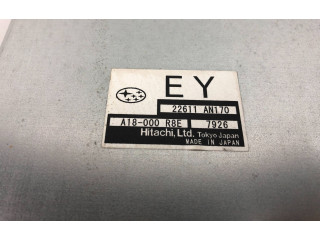 EY
22611 AN170
A18-000 R8E 7926
Hitachi, Ltd. Tokyo Japan
MADE IN JAPAN